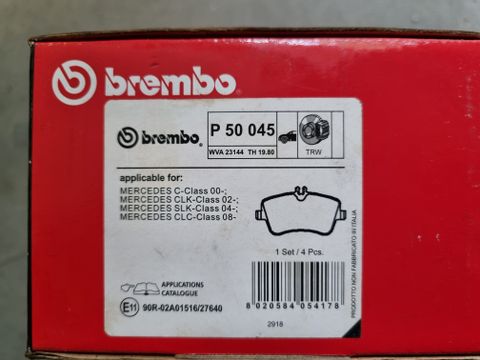 brembo
brembo
P 50 045
WVA 23144 TH 19.80
TRW
applicable for:
MERCEDES C-Class 00-;
MERCEDES CLK-Class 02-;
MERCEDES SLK-Class 04-;
MERCEDES CLC-Class 08-
1 Set / 4 Pcs.
PRODOTTO FABBRICATO IN ITALIA
APPLICATIONS
CATALOGUE
E11 90R-02A01516/27640
8 020584 054178
2918